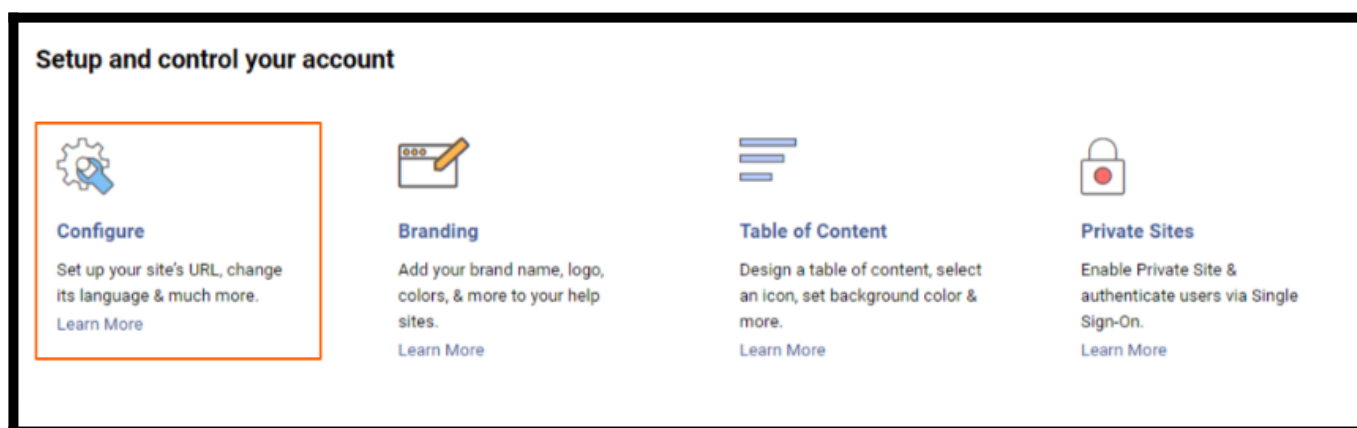 Setup and control your account
Configure
Set up your site's URL, change
its language & much more.
Learn More
Branding
Add your brand name, logo,
colors, & more to your help
sites.
Learn More
Table of Content
Design a table of content, select
an icon, set background color &
more.
Learn More
Private Sites
Enable Private Site &
authenticate users via Single
Sign-On.
Learn More